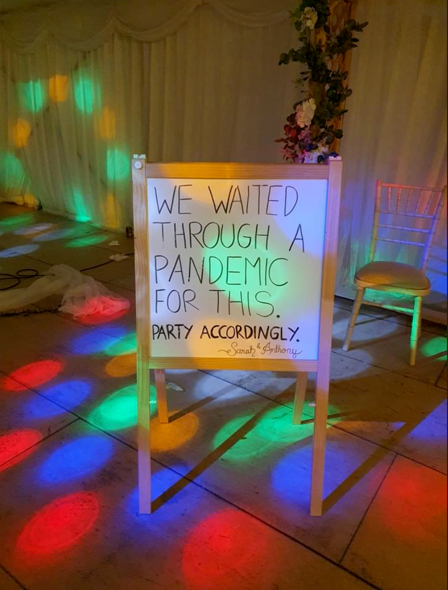 WE WAITED
THROUGH A
PANDEMIC
FOR THIS.
PARTY ACCORDINGLY.
Sarah & Anthony